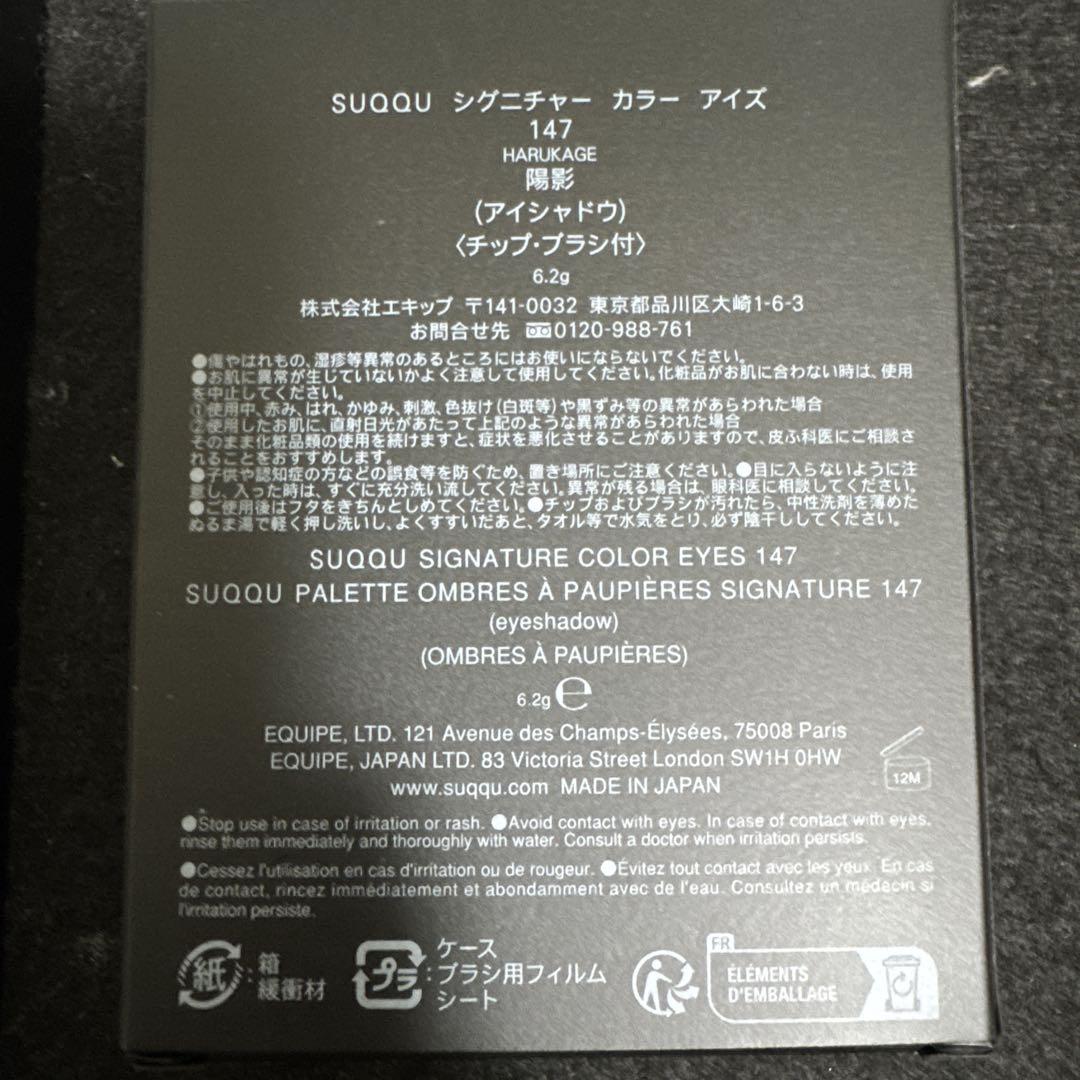 SUQQU シグニチャー カラー アイズ
147
HARUKAGE
陽影
(アイシャドウ)
〈チップ・ブラシ付〉
6.2g
株式会社エキップ 〒141-0032 東京都品川区大崎1-6-3
お問合せ先 0120-988-761
●傷やはれもの、湿疹等異常のあるところにはお使いにならないでください。
●お肌に異常が生じていないかよく注意して使用してください。化粧品がお肌に合わない時は、使用
を中止してください。
①使用中、赤み、はれ、かゆみ、刺激、色抜け(白斑等)や黒ずみ等の異常があらわれた場合
②使用したお肌に、直射日光があたって上記のような異常があらわれた場合
そのまま化粧品類の使用を続けますと、症状を悪化させることがありますので、皮ふ科医にご相談さ
れることをおすすめします。
●子供や認知症の方などの誤食等を防ぐため、置き場所にご注意ください。●目に入らないように注
意し、入った時は、すぐに充分洗い流してください。異常が残る場合は、眼科医に相談してください。
●ご使用後はフタをきちんとしめてください。●チップおよびブラシが汚れたら、中性洗剤を薄めた
ぬるま湯で軽く押し洗いし、よくすすいだあと、タオル等で水気をとり、必ず陰干ししてください。
SUQQU SIGNATURE COLOR EYES 147
SUQQU PALETTE OMBRES À PAUPIÈRES SIGNATURE 147
(eyeshadow)
(OMBRES À PAUPIÈRES)
6.2g ℮
EQUIPE, LTD. 121 Avenue des Champs-Élysées, 75008 Paris
EQUIPE, JAPAN LTD. 83 Victoria Street London SW1H 0HW
www.suqqu.com MADE IN JAPAN
12M
●Stop use in case of irritation or rash. ●Avoid contact with eyes. In case of contact with eyes,
rinse them immediately and thoroughly with water. Consult a doctor when irritation persists.
●Cessez l'utilisation en cas d'irritation ou de rougeur. ●Évitez tout contact avec les yeux. En cas
de contact, rincez immédiatement et abondamment avec de l'eau. Consultez un médecin si
l'irritation persiste.
紙:箱
緩衝材
プラ:ケース
ブラシ用フィルム
シート
FR
ÉLÉMENTS
D'EMBALLAGE